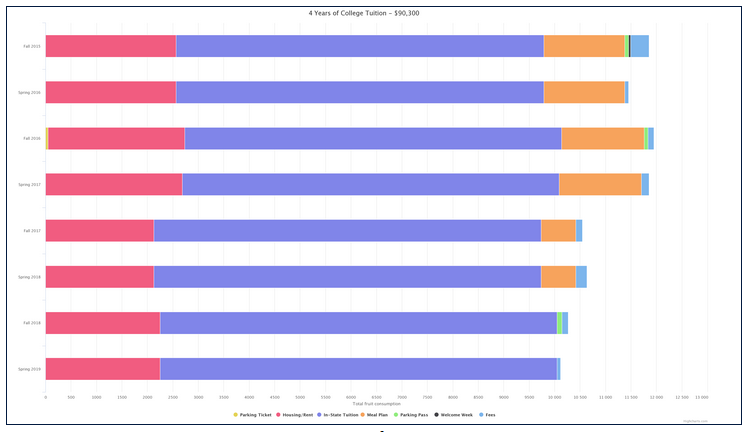 4 Years of College Tuition - $90,300
Fall 2015
Spring 2016
Fall 2016
Spring 2017
Fall 2017
Spring 2018
Fall 2018
Spring 2019
0 500 1000 1500 2000 2500 3000 3500 4000 4500 5000 5500 6000 6500 7000 7500 8000 8500 9000 9500 10 000 10 500 11 000 11 500 12 000 12 500 13 000
Total fruit consumption
Parking Ticket Housing/Rent In-State Tuition Meal Plan Parking Pass Welcome Week Fees